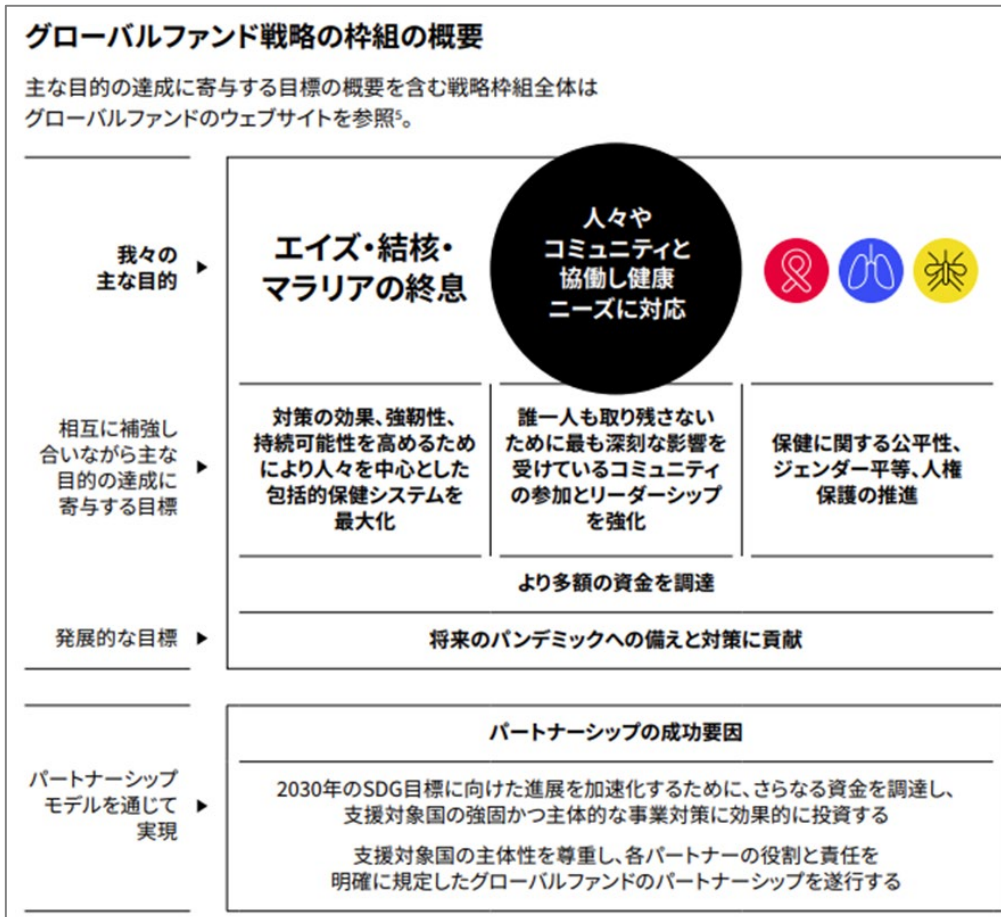 グローバルファンド戦略の枠組の概要
主な目的の達成に寄与する目標の概要を含む戦略枠組全体は
グローバルファンドのウェブサイトを参照⁵。
我々の
主な目的
エイズ・結核・
マラリアの終息
人々や
コミュニティと
協働し健康
ニーズに対応
相互に補強し
合いながら主な
目的の達成に
寄与する目標
対策の効果、強靭性、
持続可能性を高めるため
により人々を中心とした
包括的保健システムを
最大化
誰一人も取り残さない
ために最も深刻な影響を
受けているコミュニティ
の参加とリーダーシップ
を強化
保健に関する公平性、
ジェンダー平等、人権
保護の推進
より多額の資金を調達
発展的な目標
将来のパンデミックへの備えと対策に貢献
パートナーシップ
モデルを通じて
実現
パートナーシップの成功要因
2030年のSDG目標に向けた進展を加速化するために、さらなる資金を調達し、
支援対象国の強固かつ主体的な事業対策に効果的に投資する
支援対象国の主体性を尊重し、各パートナーの役割と責任を
明確に規定したグローバルファンドのパートナーシップを遂行する